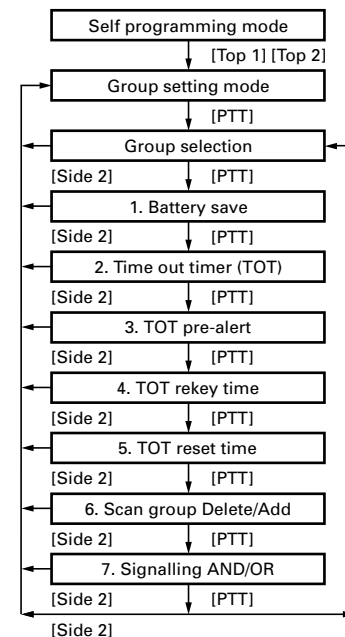 Self programming mode
[Top 1] [Top 2]
Group setting mode
[PTT]
Group selection
[Side 2] [PTT]
1. Battery save
[Side 2] [PTT]
2. Time out timer (TOT)
[Side 2] [PTT]
3. TOT pre-alert
[Side 2] [PTT]
4. TOT rekey time
[Side 2] [PTT]
5. TOT reset time
[Side 2] [PTT]
6. Scan group Delete/Add
[Side 2] [PTT]
7. Signalling AND/OR
[Side 2] [PTT]
[Side 2]